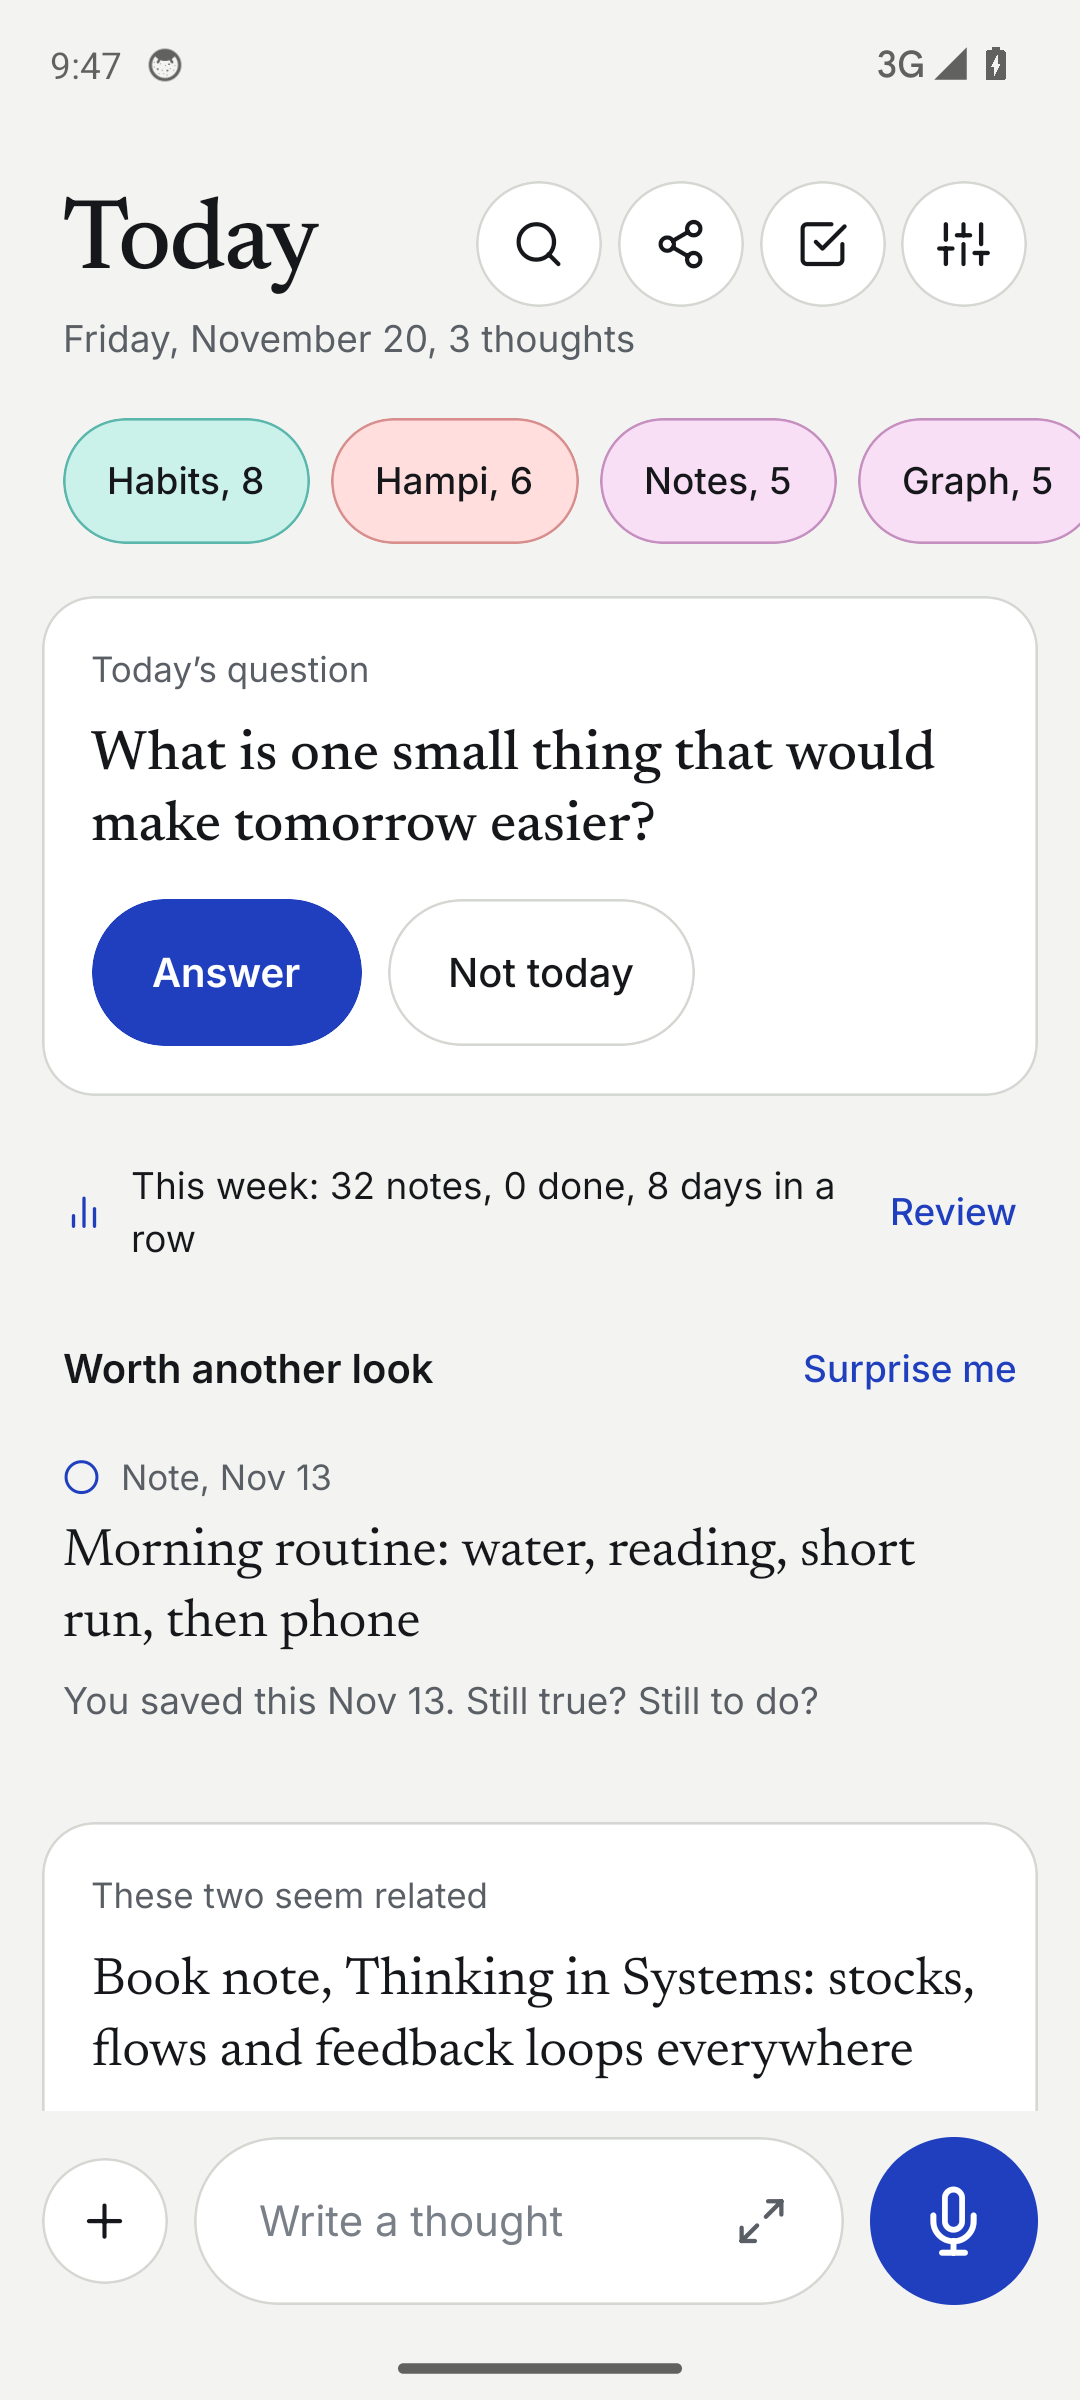 9:47
3G
Today
Friday, November 20, 3 thoughts
Habits, 8
Hampi, 6
Notes, 5
Graph, 5
Today’s question
What is one small thing that would
make tomorrow easier?
Answer
Not today
This week: 32 notes, 0 done, 8 days in a
row
Review
Worth another look
Surprise me
Note, Nov 13
Morning routine: water, reading, short
run, then phone
You saved this Nov 13. Still true? Still to do?
These two seem related
Book note, Thinking in Systems: stocks,
flows and feedback loops everywhere
Write a thought